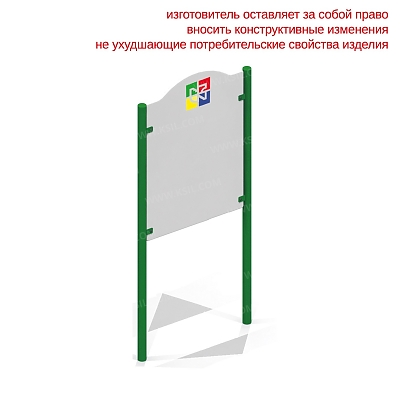 изготовитель оставляет за собой право
вносить конструктивные изменения
не ухудшающие потребительские свойства изделия